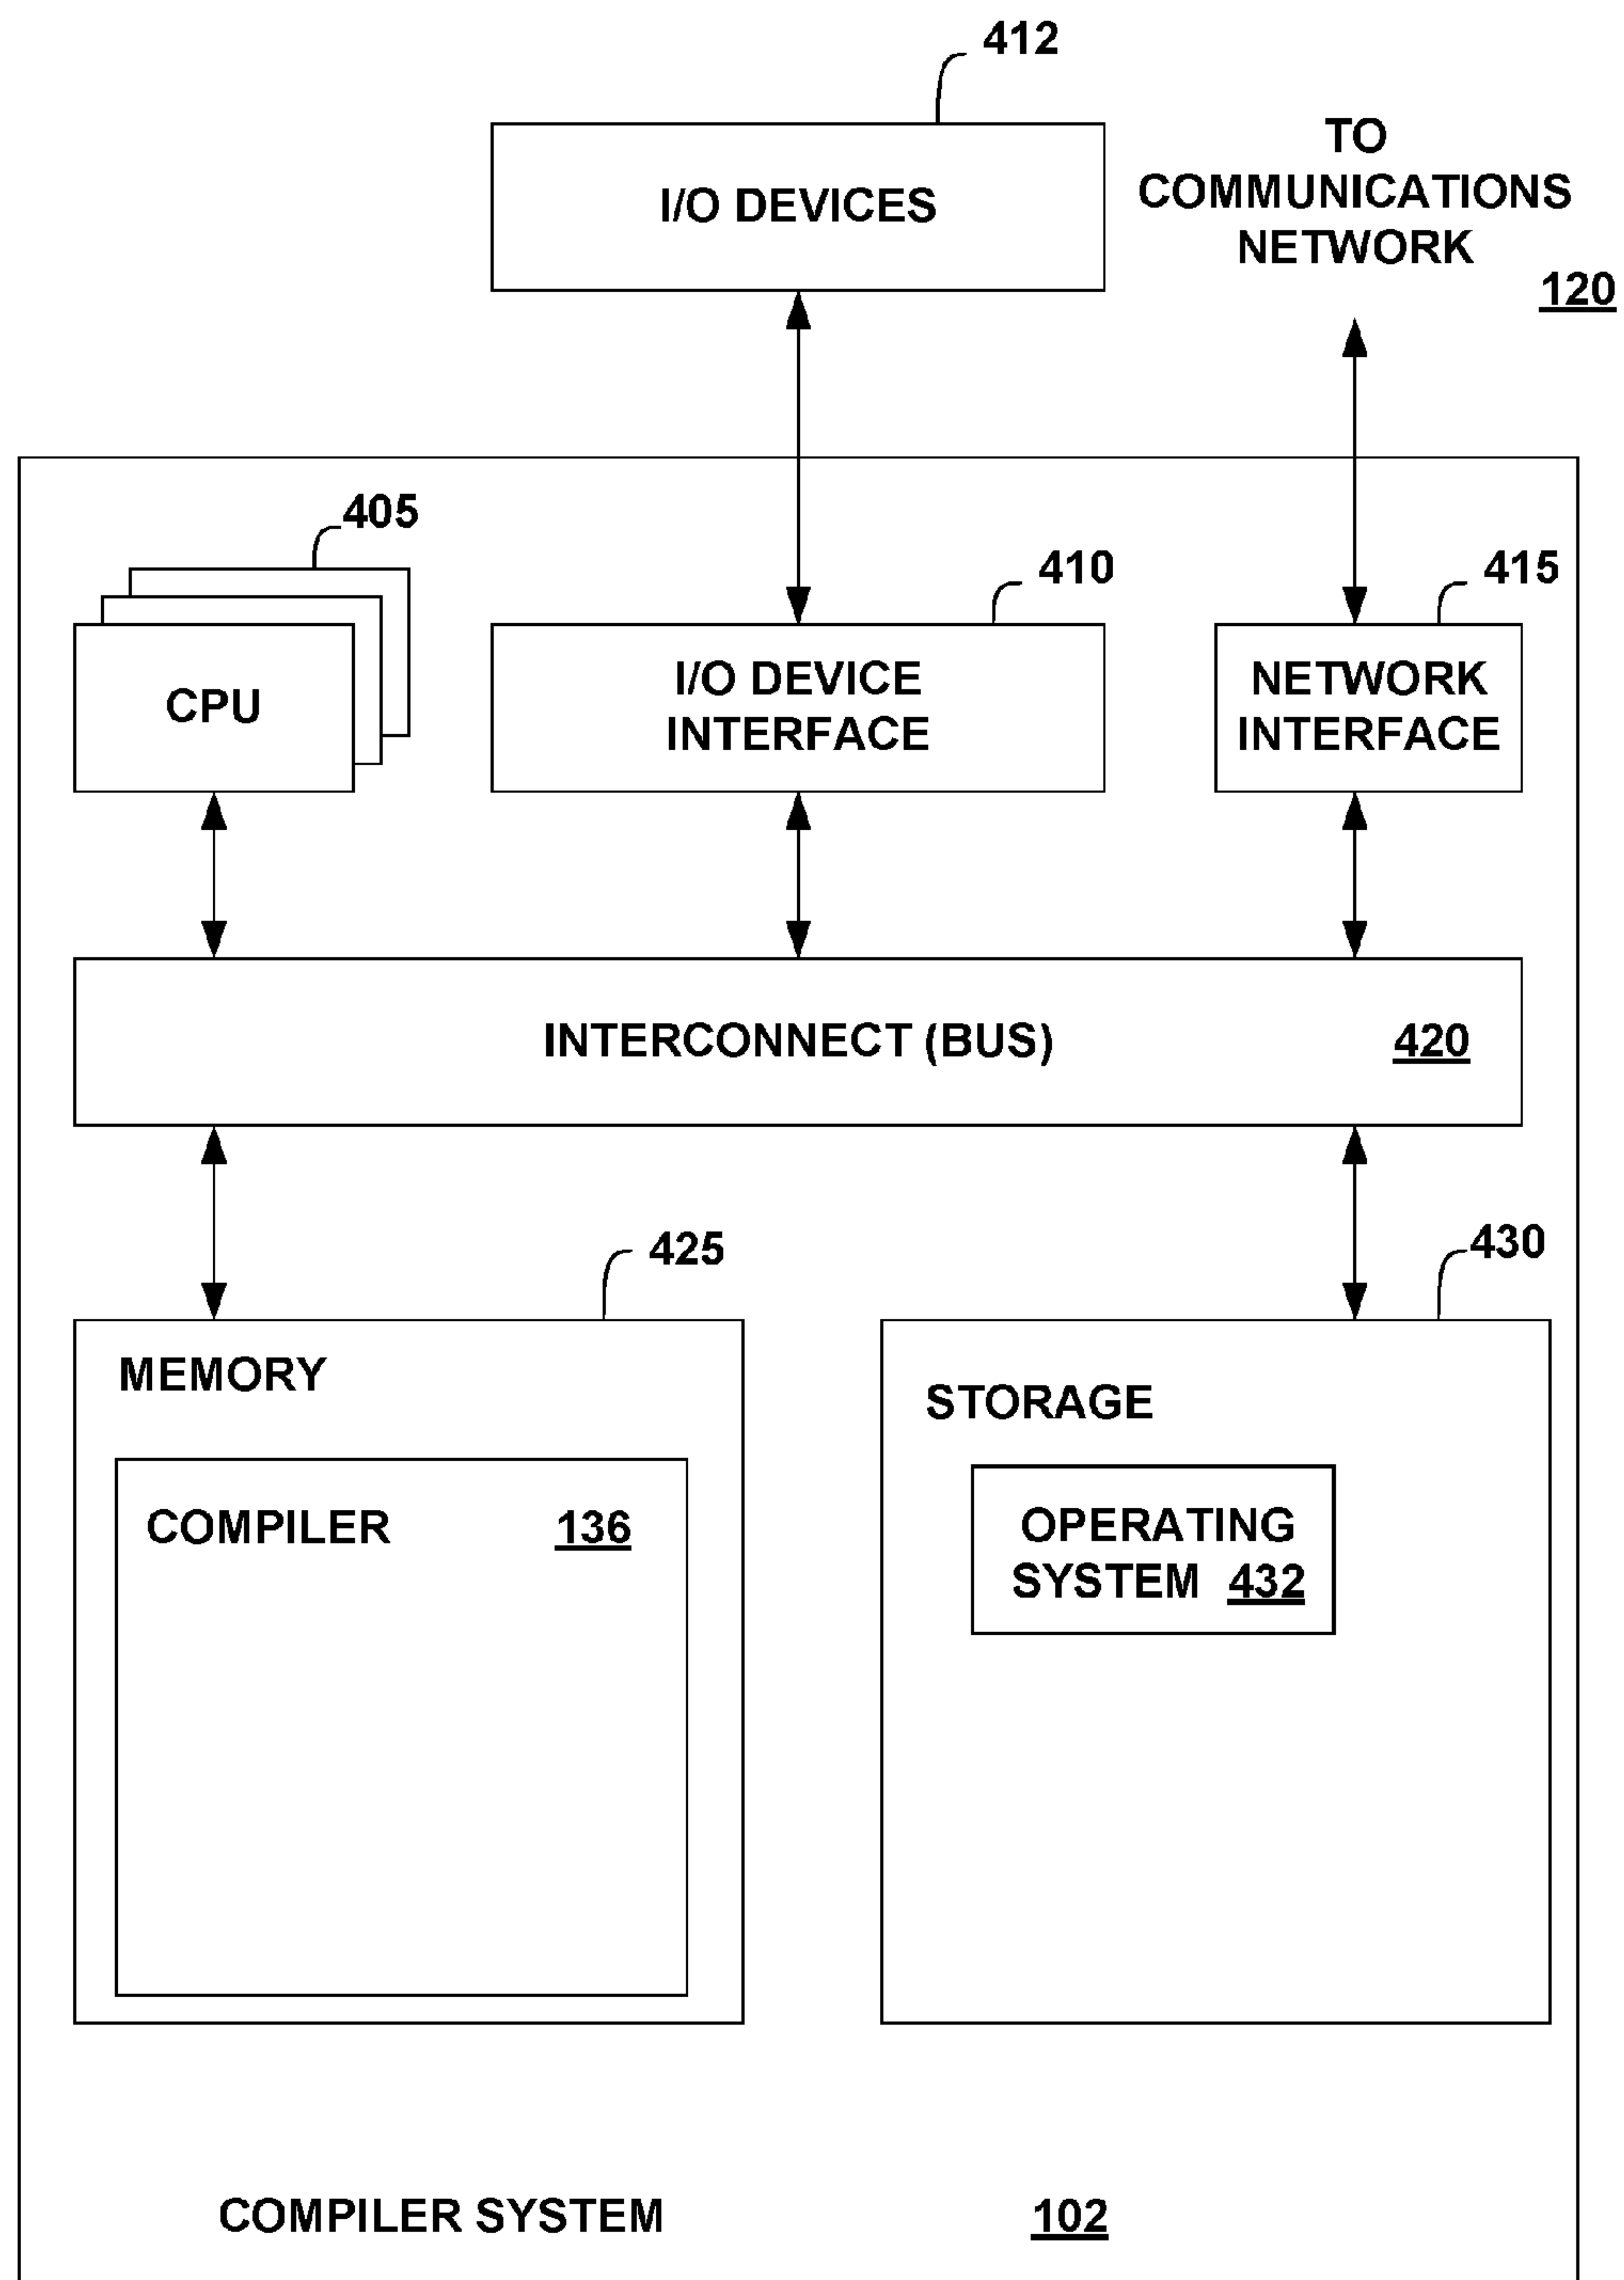 412
I/O DEVICES
TO
COMMUNICATIONS
NETWORK
120
405
410
415
CPU
I/O DEVICE
INTERFACE
NETWORK
INTERFACE
INTERCONNECT (BUS) 420
425
430
MEMORY
COMPILER 136
STORAGE
OPERATING
SYSTEM 432
COMPILER SYSTEM 102